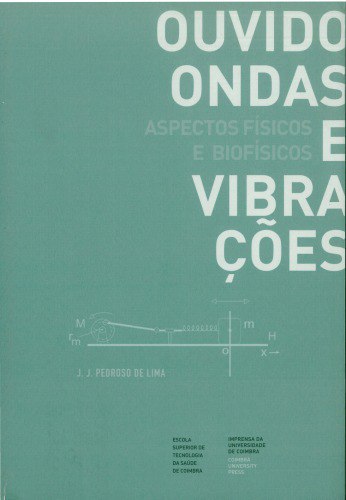 OUVIDO
ONDAS
ASPECTOS FÍSICOS E
E BIOFÍSICOS
VIBRA
ÇÕES
M
m
r
m
O
H
x
J. J. PEDROSO DE LIMA
ESCOLA
SUPERIOR DE
TECNOLOGIA
DA SAÚDE
DE COIMBRA
IMPRENSA DA
UNIVERSIDADE
DE COIMBRA
COIMBRA
UNIVERSITY
PRESS